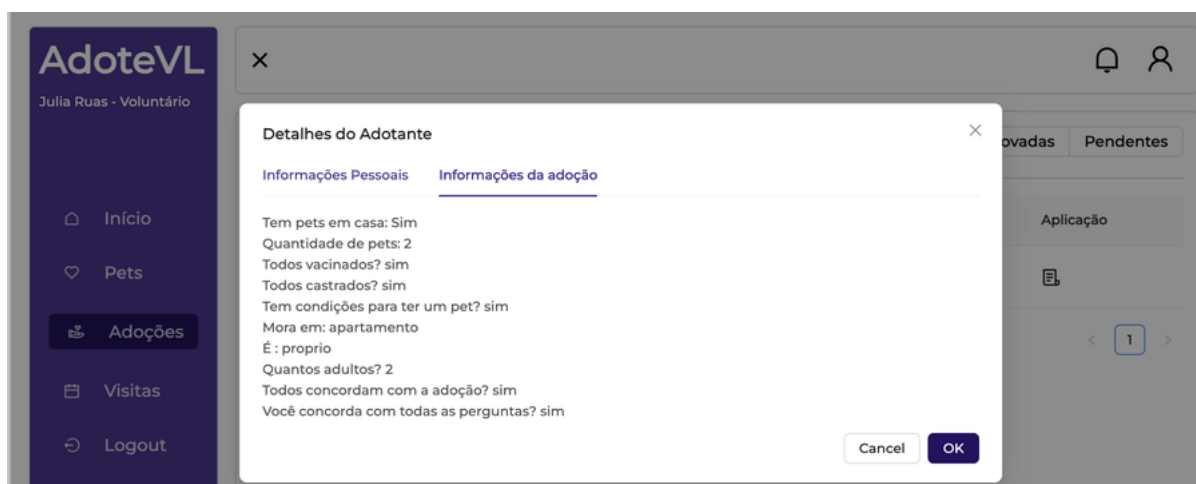 AdoteVL
Julia Ruas - Voluntário
Início
Pets
Adoções
Visitas
Logout
Detalhes do Adotante
Informações Pessoais Informações da adoção
Tem pets em casa: Sim
Quantidade de pets: 2
Todos vacinados? sim
Todos castrados? sim
Tem condições para ter um pet? sim
Mora em: apartamento
É : proprio
Quantos adultos? 2
Todos concordam com a adoção? sim
Você concorda com todas as perguntas? sim
Cancel OK
ovadas Pendentes
Aplicação
< 1 >